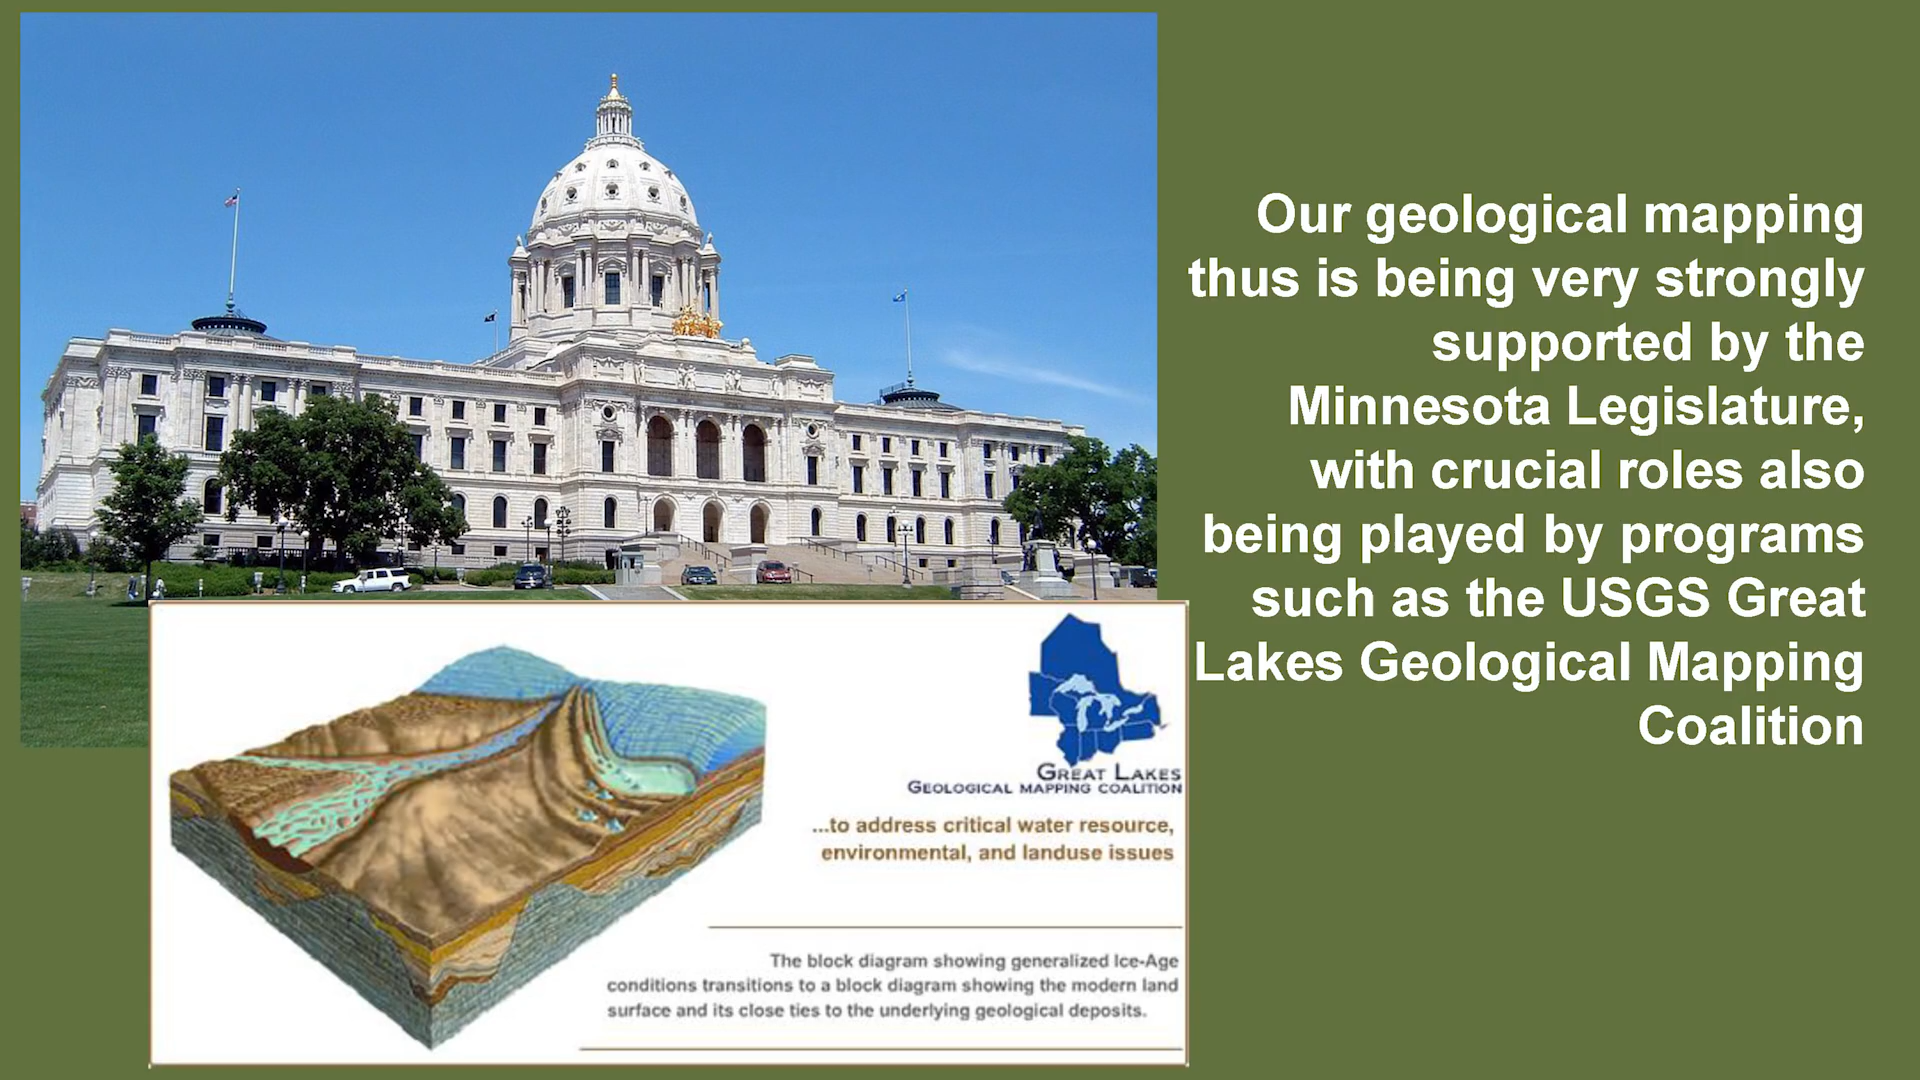 Our geological mapping
thus is being very strongly
supported by the
Minnesota Legislature,
with crucial roles also
being played by programs
such as the USGS Great
Lakes Geological Mapping
Coalition
GREAT LAKES
GEOLOGICAL MAPPING COALITION
...to address critical water resource,
environmental, and landuse issues
The block diagram showing generalized Ice-Age
conditions transitions to a block diagram showing the modern land
surface and its close ties to the underlying geological deposits.